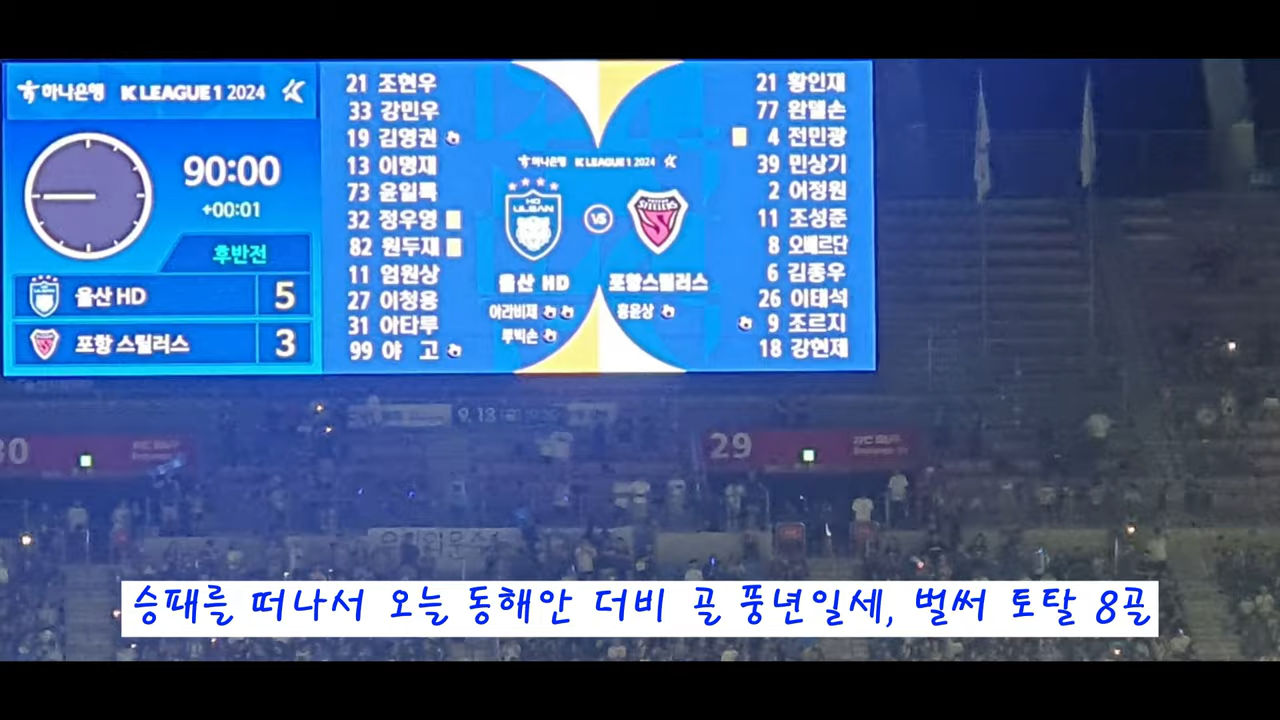 하나은행 K LEAGUE 1 2024
90:00
+00:01
후반전
울산 HD 5
포항 스틸러스 3
21 조현우
33 강민우
19 김영권
13 이명재
73 윤일록
32 정우영
82 원두재
11 엄원상
27 이청용
31 아타루
99 야 고
하나은행 K LEAGUE 1 2024
HD
ULSAN
STEELERS
VS
울산 HD
포항스틸러스
아라비제
루빅손
홍윤상
21 황인재
77 완델손
4 전민광
39 민상기
2 어정원
11 조성준
8 오베르단
6 김종우
26 이태석
9 조르지
18 강현제
30
29
승패를 떠나서 오늘 동해안 더비 골 풍년일세, 벌써 토탈 8골